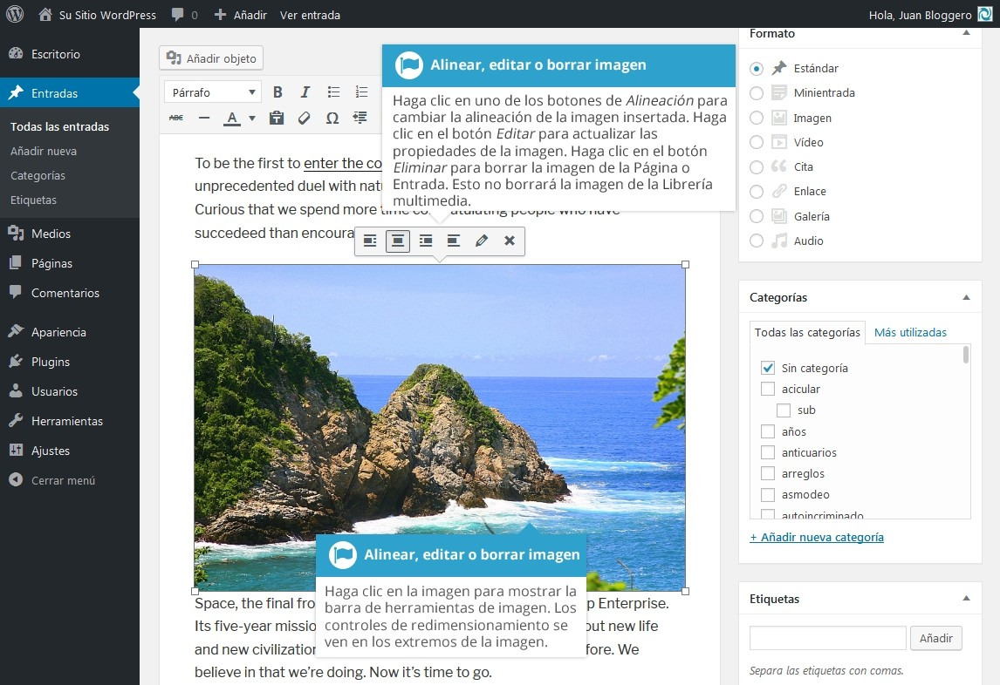 Su Sitio WordPress
0
Añadir
Ver entrada
Hola, Juan Bloggero
Escritorio
Entradas
Todas las entradas
Añadir nueva
Categorías
Etiquetas
Medios
Páginas
Comentarios
Apariencia
Plugins
Usuarios
Herramientas
Ajustes
Cerrar menú
Añadir objeto
Párrafo
B
I
ABC
A
Ω
Alinear, editar o borrar imagen
Haga clic en uno de los botones de Alineación para
cambiar la alineación de la imagen insertada. Haga
clic en el botón Editar para actualizar las
propiedades de la imagen. Haga clic en el botón
Eliminar para borrar la imagen de la Página o
Entrada. Esto no borrará la imagen de la Librería
multimedia.
To be the first to enter the co
unprecedented duel with natu
Curious that we spend more time congratulating people who have
succeedeed than encoura
Alinear, editar o borrar imagen
Haga clic en la imagen para mostrar la
barra de herramientas de imagen. Los
controles de redimensionamiento se
ven en los extremos de la imagen.
Space, the final fro p Enterprise.
Its five-year missio out new life
and new civilization fore. We
believe in that we're doing. Now it's time to go.
Formato
Estándar
Minientrada
Imagen
Vídeo
Cita
Enlace
Galería
Audio
Categorías
Todas las categorías
Más utilizadas
Sin categoría
acicular
sub
años
anticuarios
arreglos
asmodeo
autoincriminado
+ Añadir nueva categoría
Etiquetas
Añadir
Separa las etiquetas con comas.